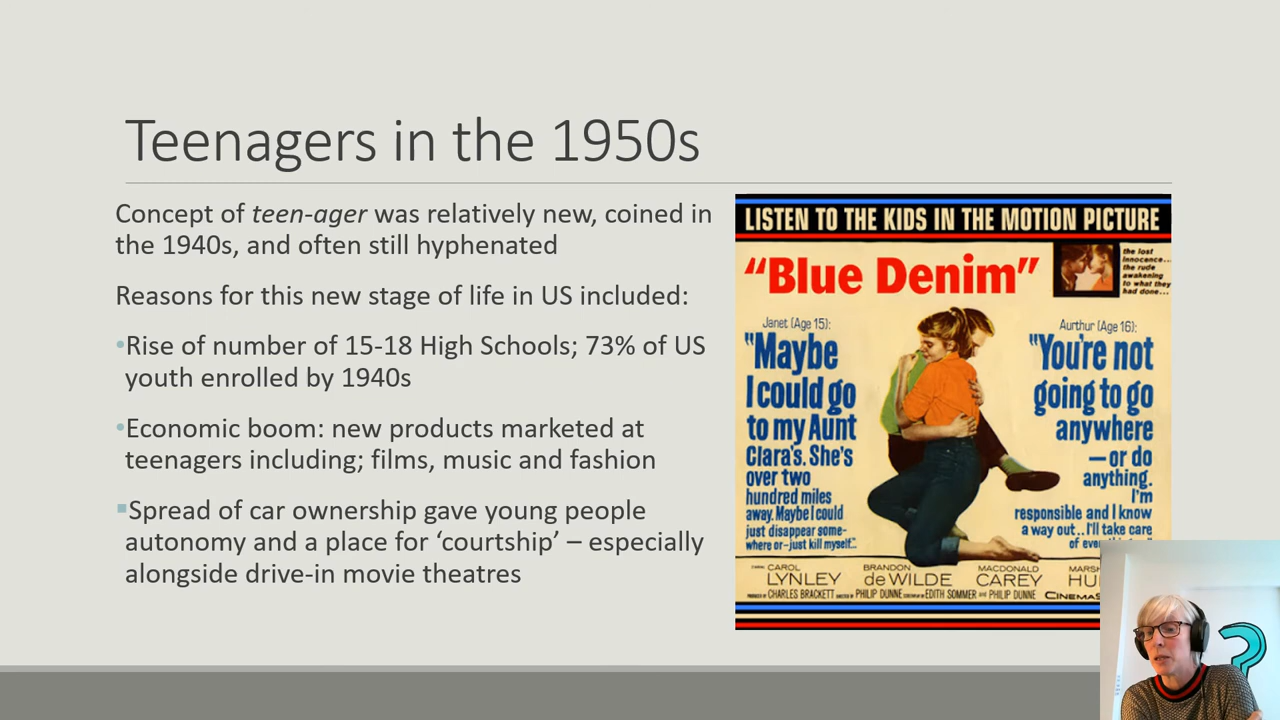 Teenagers in the 1950s
Concept of teen-ager was relatively new, coined in
the 1940s, and often still hyphenated
Reasons for this new stage of life in US included:
•Rise of number of 15-18 High Schools; 73% of US
youth enrolled by 1940s
•Economic boom: new products marketed at
teenagers including; films, music and fashion
▪Spread of car ownership gave young people
autonomy and a place for ‘courtship’ – especially
alongside drive-in movie theatres
LISTEN TO THE KIDS IN THE MOTION PICTURE
“Blue Denim”
the lost
innocence...
the rude
awakening
to what they
had done...
Janet (Age 15):
"Maybe
I could go
to my Aunt
Clara's. She's
over two
hundred miles
away. Maybe I could
just disappear some-
where or—just kill myself."
Aurthur (Age 16):
"You're not
going to go
anywhere
—or do
anything.
I'm
responsible and I know
a way out..I'll take care
of
CAROL
LYNLEY
BRANDON
deWILDE
MACDONALD
CAREY
PRODUCED BY CHARLES BRACKETT DIRECTED BY PHILIP DUNNE SCREENPLAY BY EDITH SOMMER and PHILIP DUNNE
?